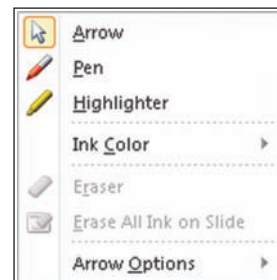 Arrow
Pen
Highlighter
Ink Color
Eraser
Erase All Ink on Slide
Arrow Options